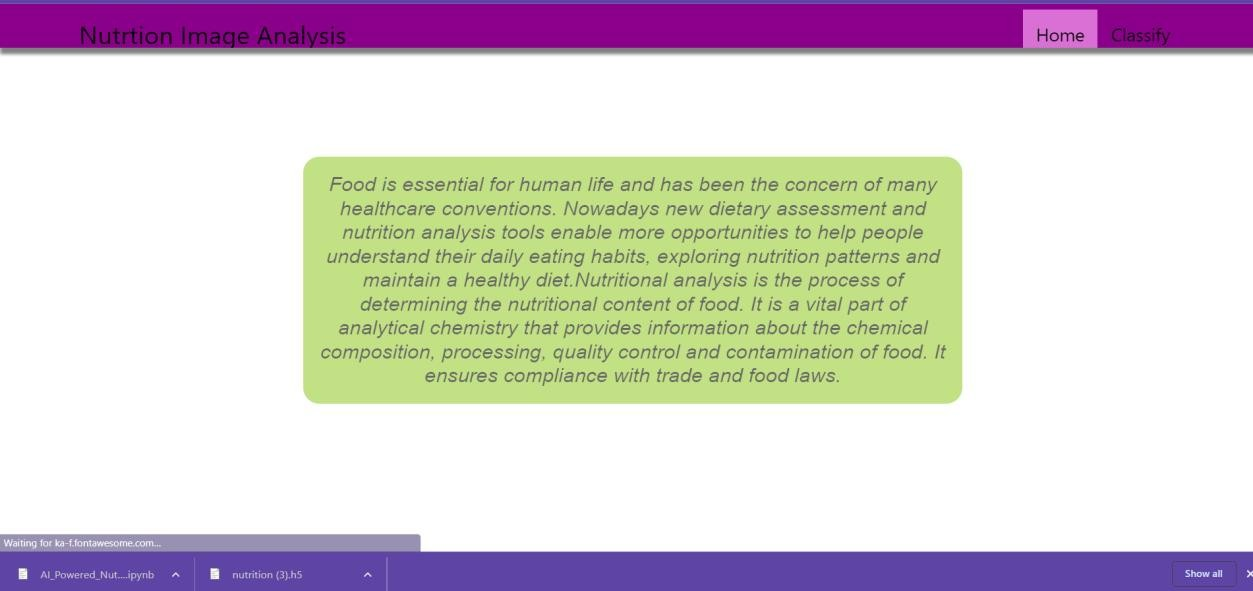 Nutrtion Image Analysis
Home
Classify
Food is essential for human life and has been the concern of many
healthcare conventions. Nowadays new dietary assessment and
nutrition analysis tools enable more opportunities to help people
understand their daily eating habits, exploring nutrition patterns and
maintain a healthy diet.Nutritional analysis is the process of
determining the nutritional content of food. It is a vital part of
analytical chemistry that provides information about the chemical
composition, processing, quality control and contamination of food. It
ensures compliance with trade and food laws.
Waiting for ka-f.fontawesome.com...
AI_Powered_Nut....ipynb
nutrition (3).h5
Show all